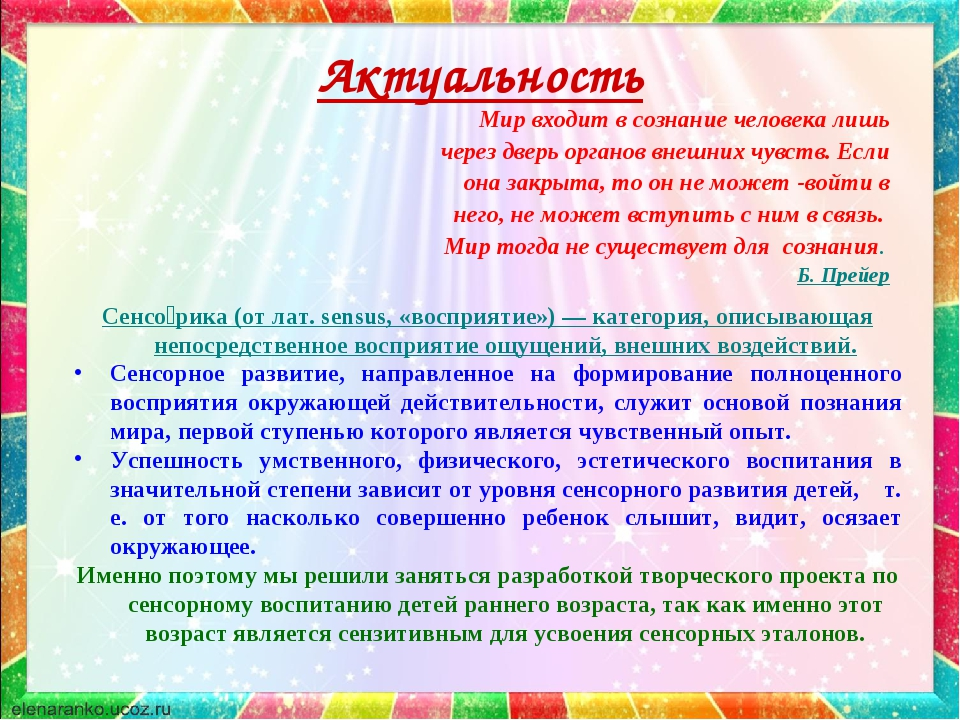 Актуальность
Мир входит в сознание человека лишь
через дверь органов внешних чувств. Если
она закрыта, то он не может -войти в
него, не может вступить с ним в связь.
Мир тогда не существует для сознания.
Б. Прейер
Сенсо́рика (от лат. sensus, «восприятие») — категория, описывающая
непосредственное восприятие ощущений, внешних воздействий.
• Сенсорное развитие, направленное на формирование полноценного
восприятия окружающей действительности, служит основой познания
мира, первой ступенью которого является чувственный опыт.
• Успешность умственного, физического, эстетического воспитания в
значительной степени зависит от уровня сенсорного развития детей, т.
е. от того насколько совершенно ребенок слышит, видит, осязает
окружающее.
Именно поэтому мы решили заняться разработкой творческого проекта по
сенсорному воспитанию детей раннего возраста, так как именно этот
возраст является сензитивным для усвоения сенсорных эталонов.
elenaranko.ucoz.ru